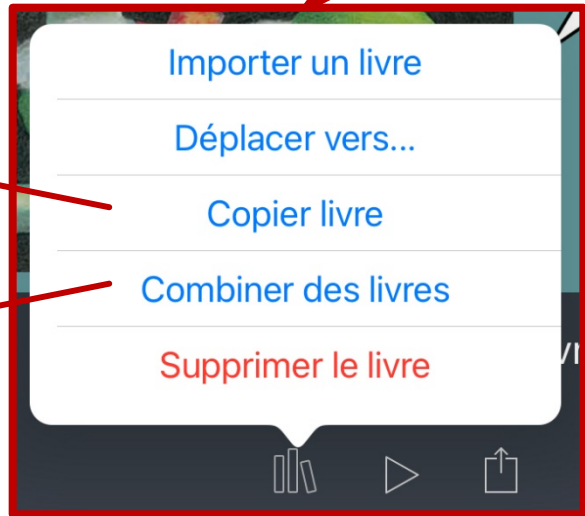 Importer un livre
Déplacer vers...
Copier livre
Combiner des livres
Supprimer le livre